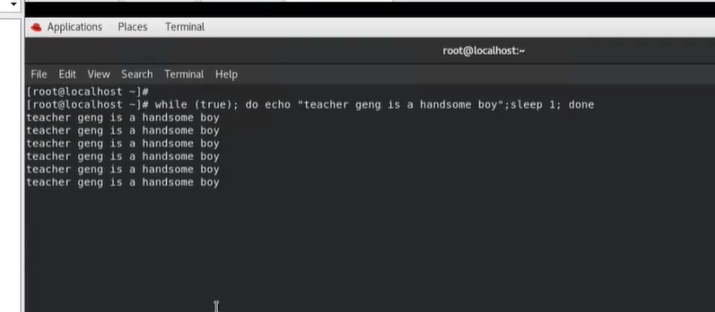 Applications Places Terminal
root@localhost:~
File Edit View Search Terminal Help
[root@localhost ~]#
[root@localhost ~]# while (true); do echo "teacher geng is a handsome boy";sleep 1; done
teacher geng is a handsome boy
teacher geng is a handsome boy
teacher geng is a handsome boy
teacher geng is a handsome boy
teacher geng is a handsome boy
teacher geng is a handsome boy